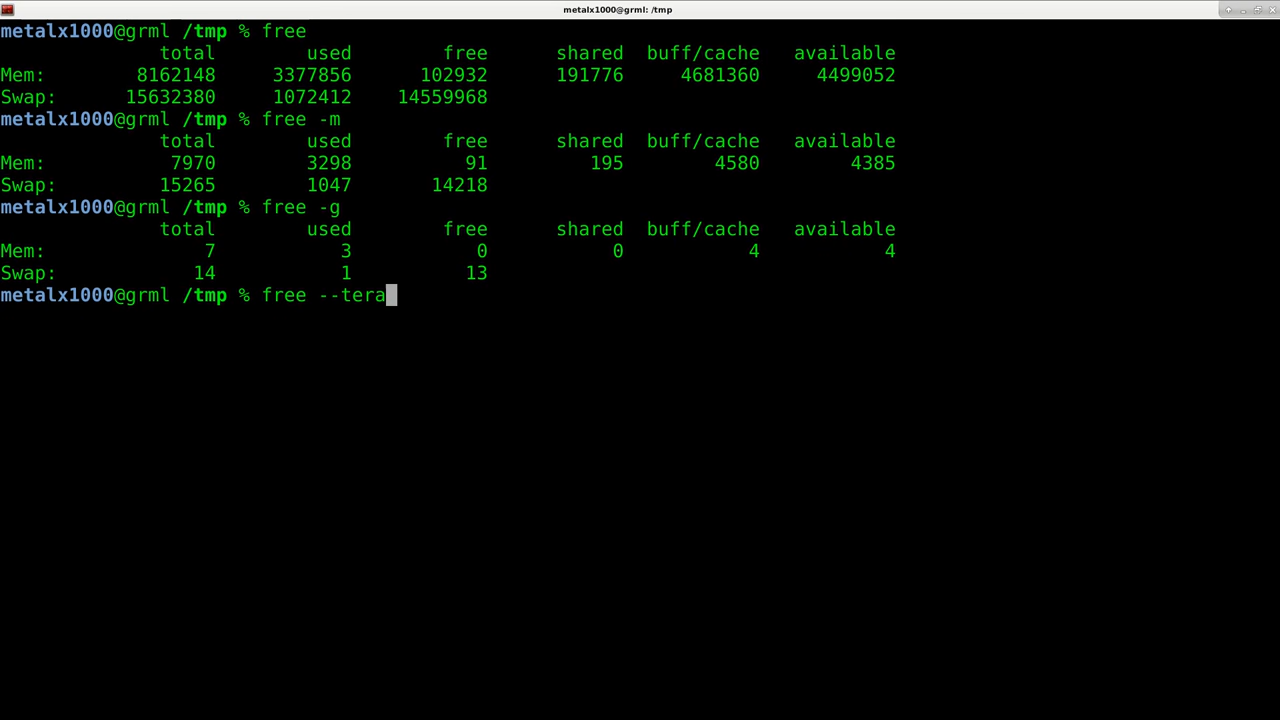 metalx1000@grml: /tmp
metalx1000@grml /tmp % free
total used free shared buff/cache available
Mem: 8162148 3377856 102932 191776 4681360 4499052
Swap: 15632380 1072412 14559968
metalx1000@grml /tmp % free -m
total used free shared buff/cache available
Mem: 7970 3298 91 195 4580 4385
Swap: 15265 1047 14218
metalx1000@grml /tmp % free -g
total used free shared buff/cache available
Mem: 7 3 0 0 4 4
Swap: 14 1 13
metalx1000@grml /tmp % free --tera